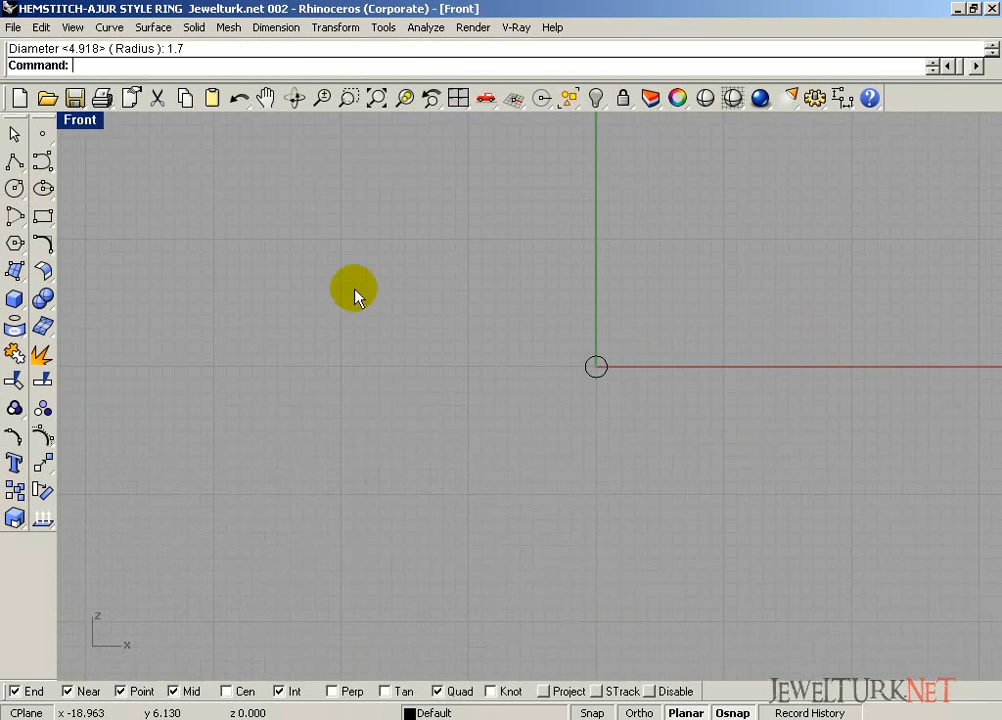 HEMSTITCH-AJUR STYLE RING Jewelturk.net 002 - Rhinoceros (Corporate) - [Front]
File Edit View Curve Surface Solid Mesh Dimension Transform Tools Analyze Render V-Ray Help
Diameter <4.918> ( Radius ): 1.7
Command:
Front
z
x
End Near Point Mid Cen Int Perp Tan Quad Knot Project STrack Disable
JEWELTURK.NET
CPlane x -18.963 y 6.130 z 0.000 Default Snap Ortho Planar Osnap Record History